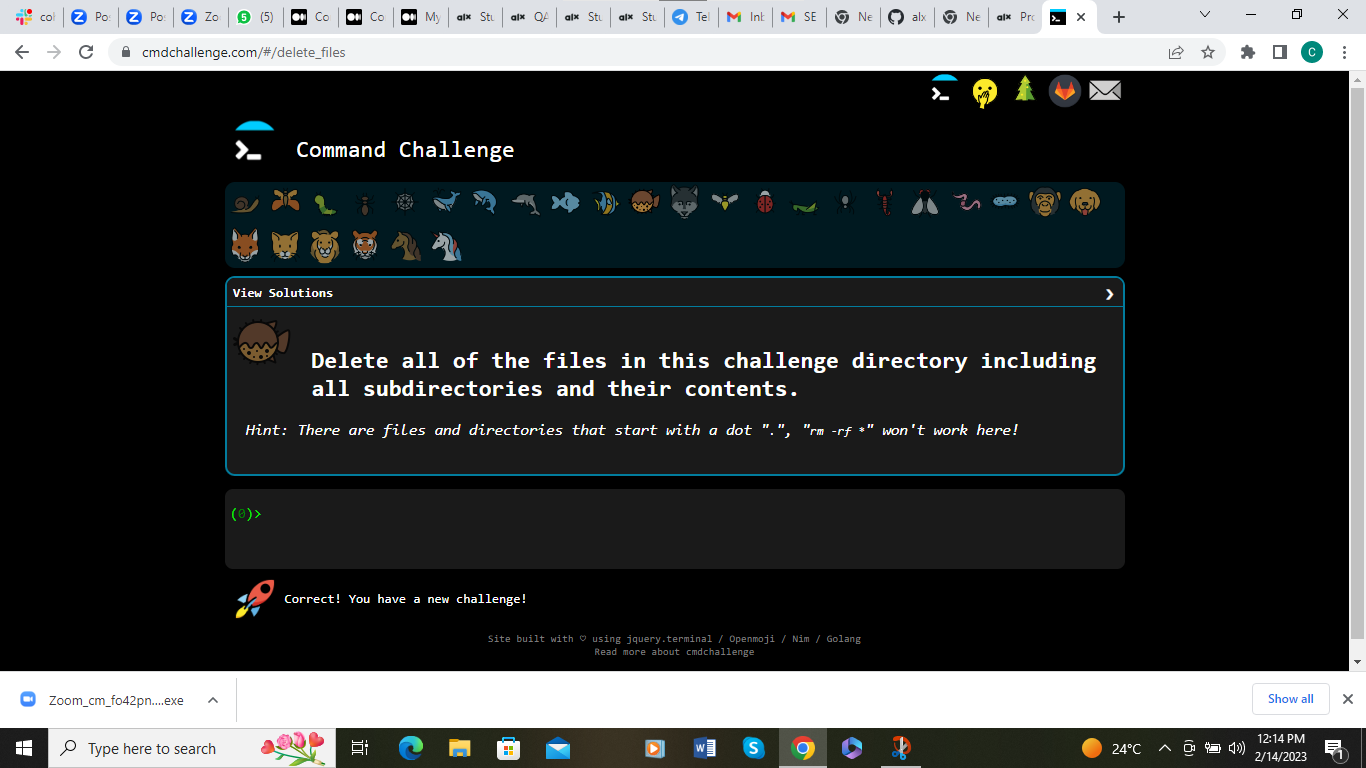 col
Pos
Pos
Zoo
(5)
Co
Co
My
Stu
QA
Stu
Stu
Tel
Inb
SE
Ne
alx
Ne
Pro
cmdchallenge.com/#/delete_files
C
Command Challenge
View Solutions
Delete all of the files in this challenge directory including
all subdirectories and their contents.
Hint: There are files and directories that start with a dot ".", "rm -rf *" won't work here!
(0)>
Correct! You have a new challenge!
Site built with ♡ using jquery.terminal / Openmoji / Nim / Golang
Read more about cmdchallenge
Zoom_cm_fo42pn....exe
Show all
Type here to search
24°C
12:14 PM
2/14/2023
1